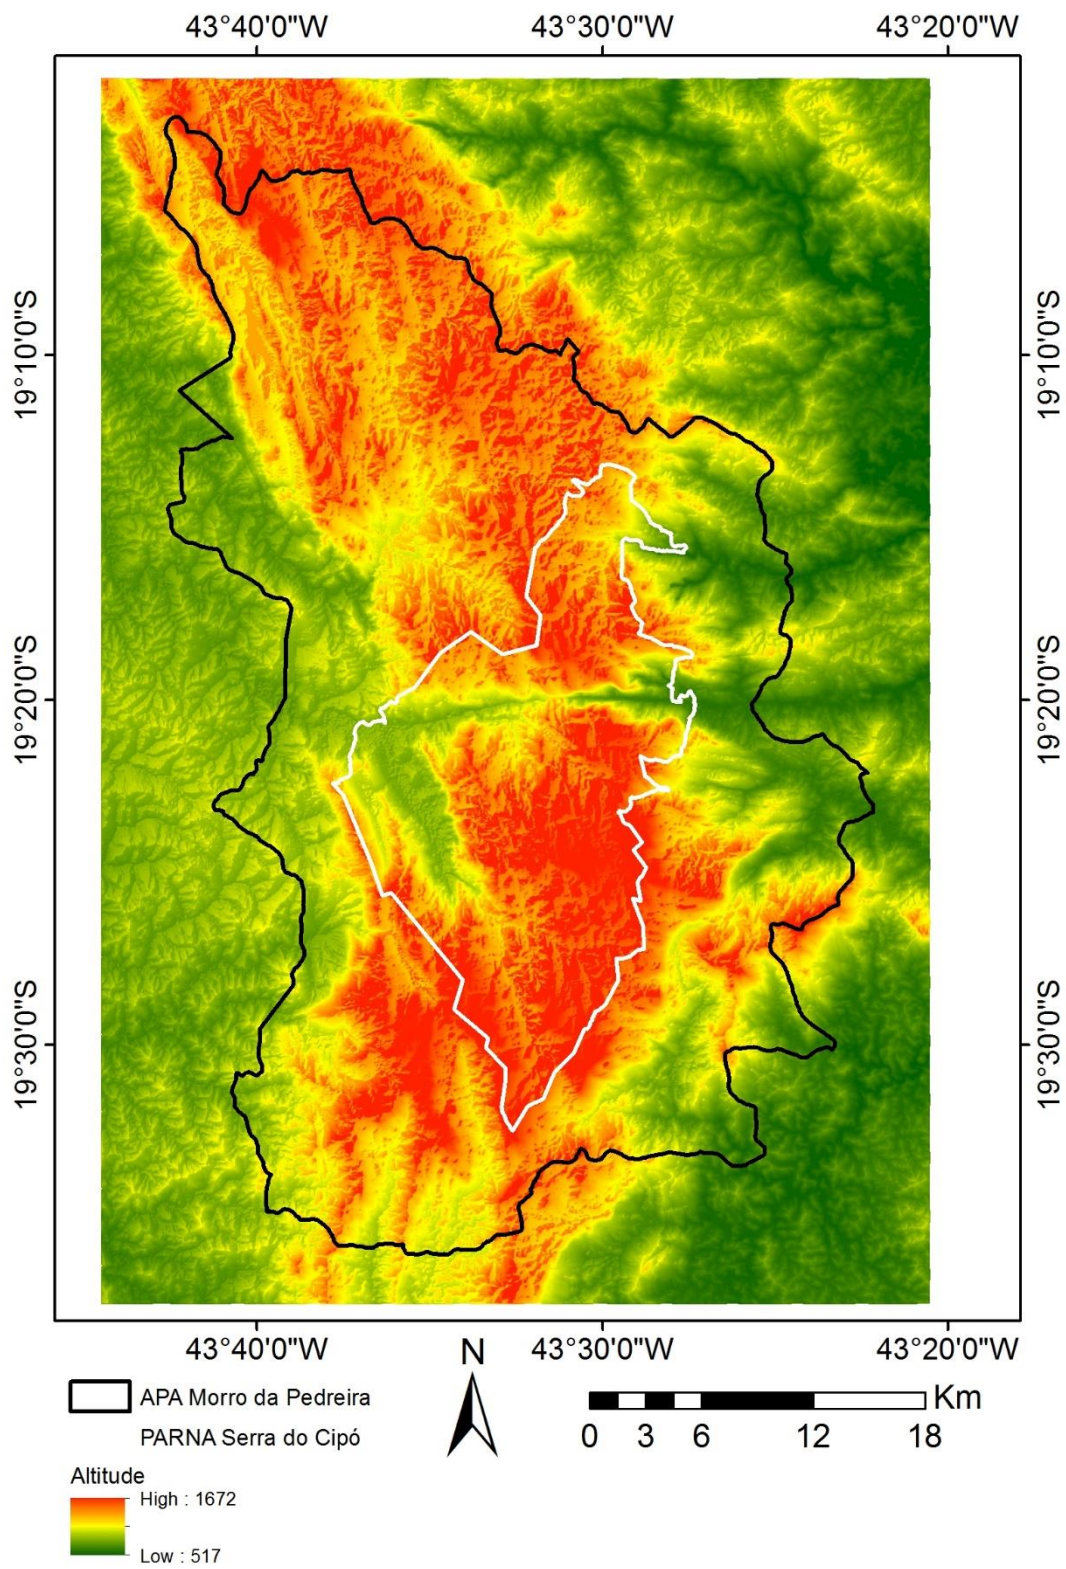 43°40'0"W 43°30'0"W 43°20'0"W
19°10'0"S 19°10'0"S
19°20'0"S 19°20'0"S
19°30'0"S 19°30'0"S
43°40'0"W 43°30'0"W 43°20'0"W
N
APA Morro da Pedreira
PARNA Serra do Cipó
Km
0 3 6 12 18
Altitude
High : 1672
Low : 517